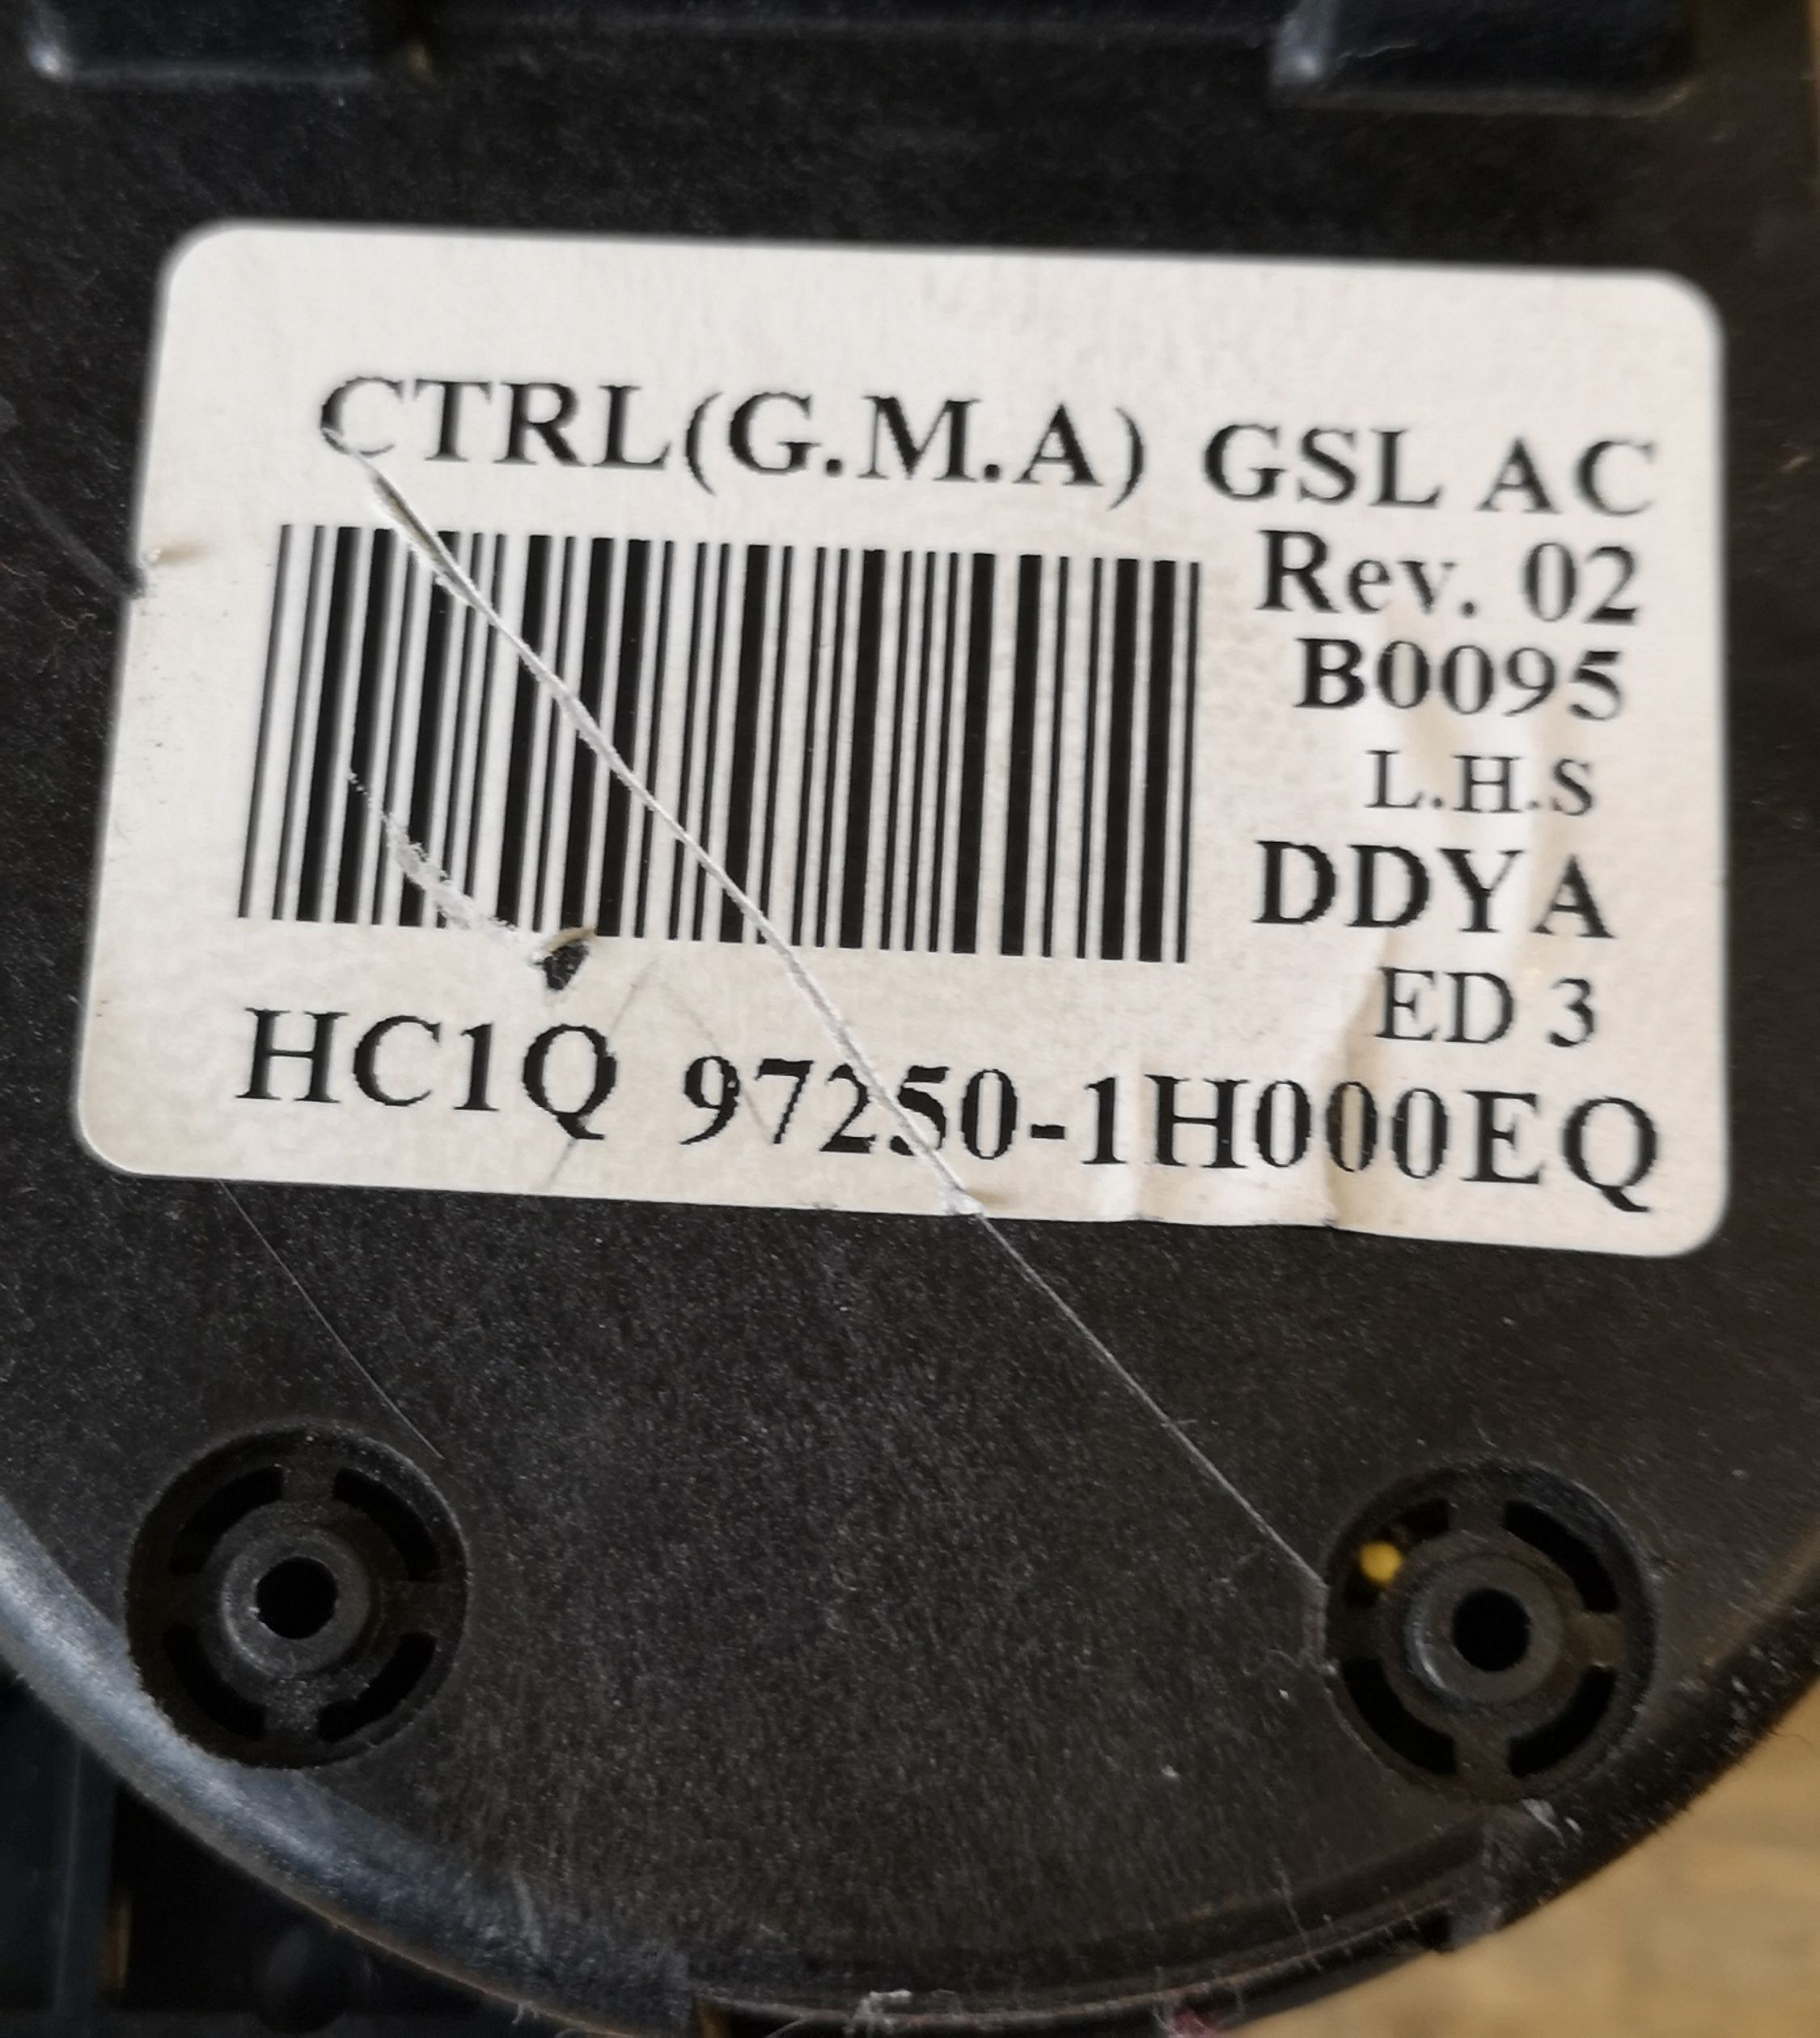 CTRL(G.M.A) GSL AC
Rev. 02
B0095
L.H.S
DDYA
ED 3
HC1Q 97250-1H000EQ